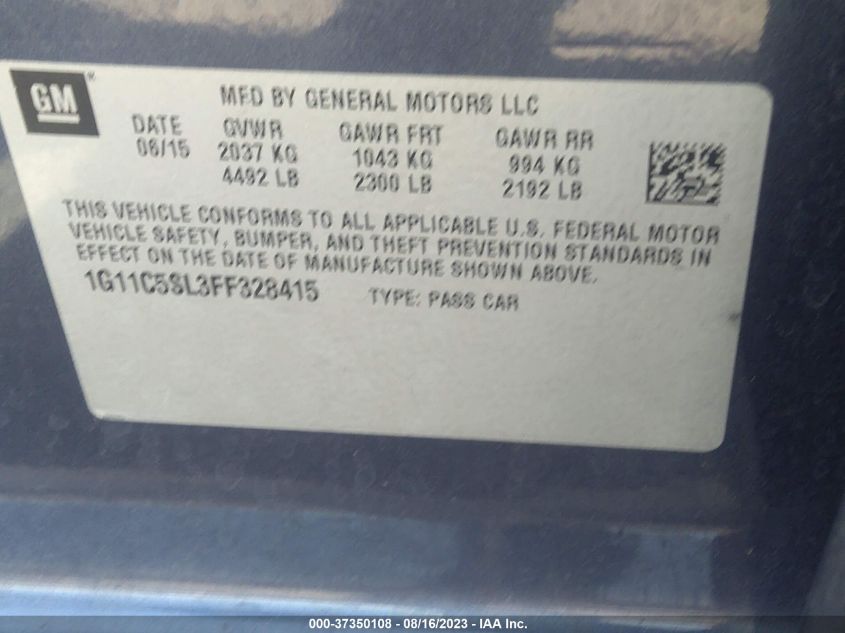 GM®
MFD BY GENERAL MOTORS LLC
DATE GVWR GAWR FRT GAWR RR
06/15 2037 KG 1043 KG 994 KG
4492 LB 2300 LB 2192 LB
THIS VEHICLE CONFORMS TO ALL APPLICABLE U.S. FEDERAL MOTOR
VEHICLE SAFETY, BUMPER, AND THEFT PREVENTION STANDARDS IN
EFFECT ON THE DATE OF MANUFACTURE SHOWN ABOVE.
1G11C5SL3FF328415 TYPE: PASS CAR
000-37350108 - 08/16/2023 - IAA Inc.